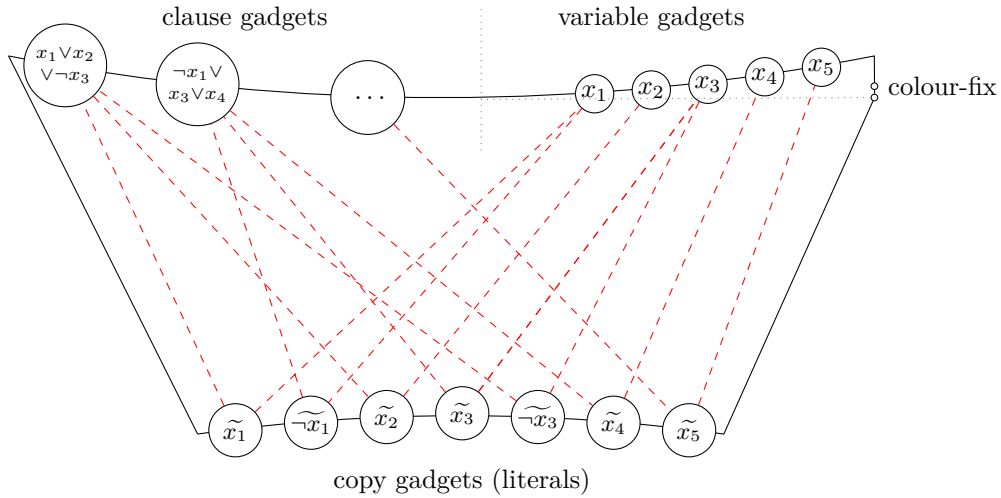 clause gadgets
variable gadgets
x₁∨x₂
∨¬x₃
¬x₁∨
x₃∨x₄
...
x₁
x₂
x₃
x₄
x₅
colour-fix
x̃₁
¬̃x̃₁
x̃₂
x̃₃
¬̃x̃₃
x̃₄
x̃₅
copy gadgets (literals)